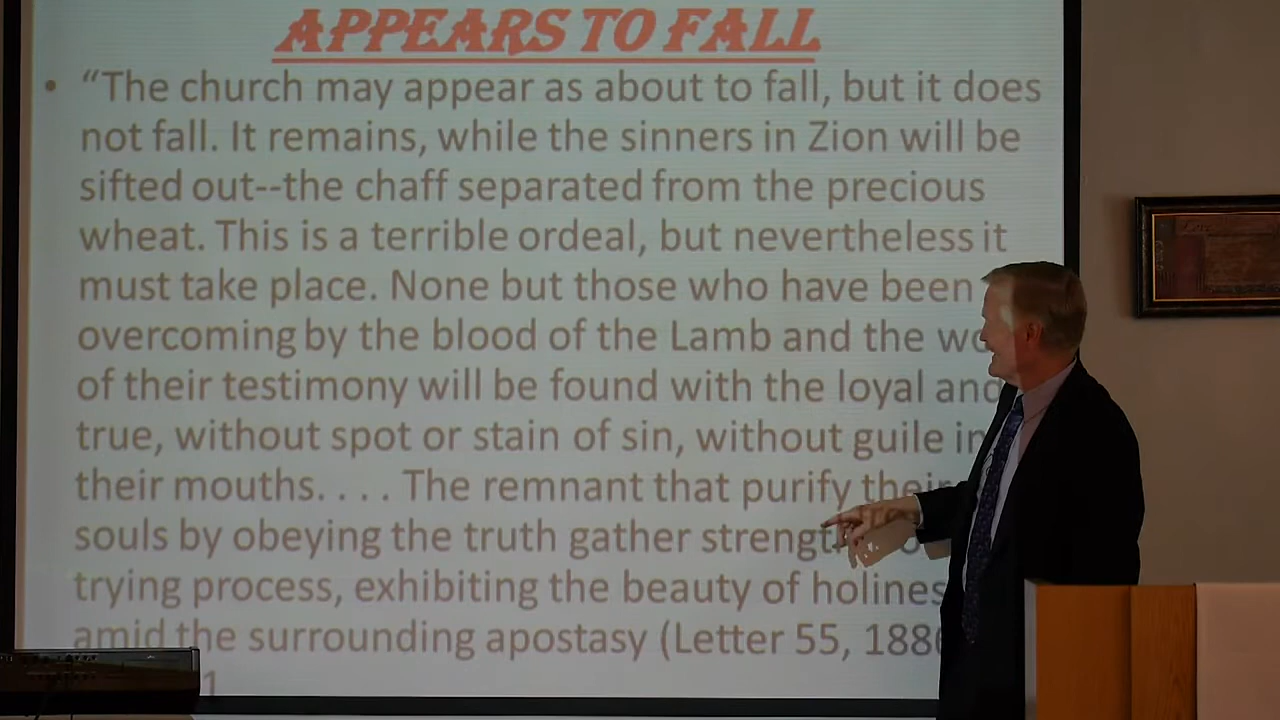 APPEARS TO FALL
• “The church may appear as about to fall, but it does
not fall. It remains, while the sinners in Zion will be
sifted out--the chaff separated from the precious
wheat. This is a terrible ordeal, but nevertheless it
must take place. None but those who have been
overcoming by the blood of the Lamb and the
of their testimony will be found with the loyal and
true, without spot or stain of sin, without guile in
their mouths. . . . The remnant that purify their
souls by obeying the truth gather
trying process, exhibiting the beauty of
amid the surrounding apostasy (Letter 55,